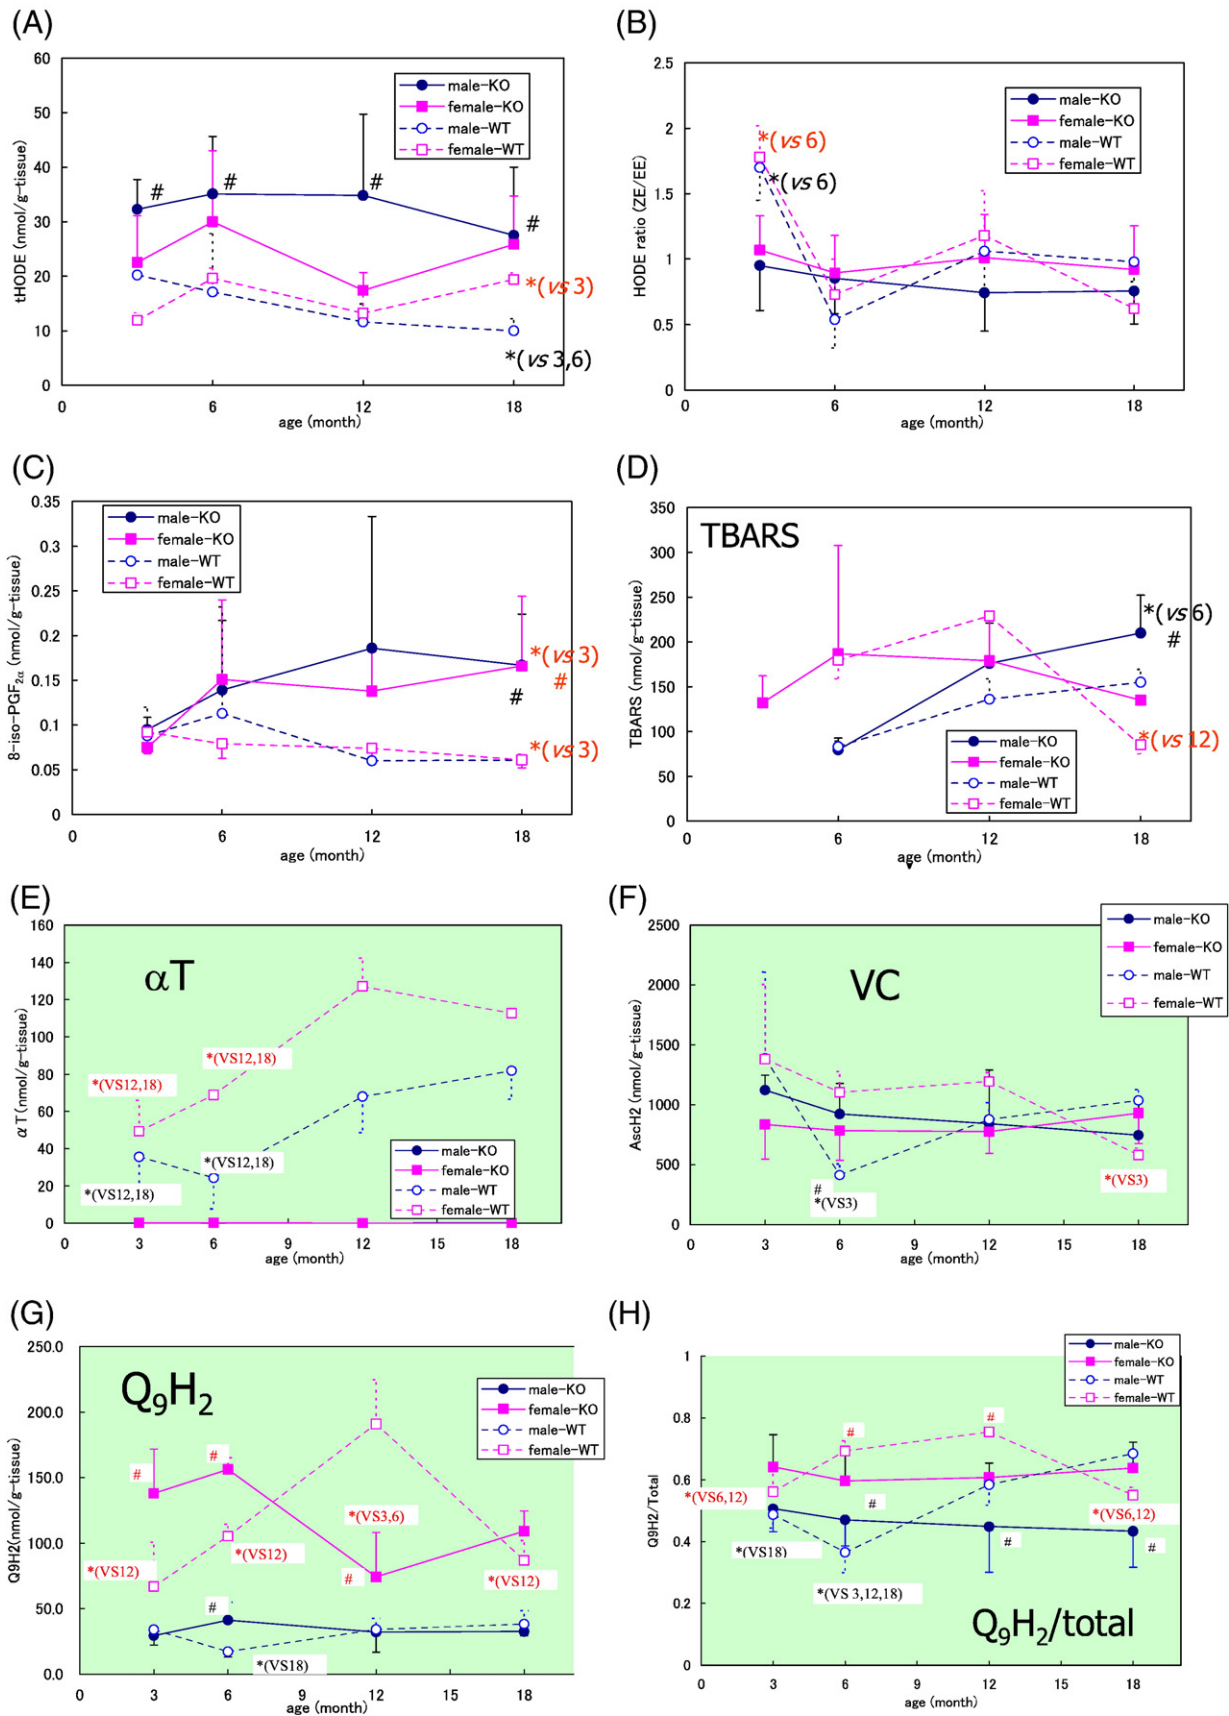 (A)
60
50
40
30
20
10
0
0
6
12
18
tHODE (nmol/g-tissue)
age (month)
male-KO
female-KO
male-WT
female-WT
#
#
#
#
*(vs 3)
*(vs 3,6)
(B)
2.5
2
1.5
1
0.5
0
0
6
12
18
HODE ratio (ZE/EE)
age (month)
male-KO
female-KO
male-WT
female-WT
*(vs 6)
*(vs 6)
(C)
0.35
0.3
0.25
0.2
0.15
0.1
0.05
0
0
6
12
18
8-iso-PGF2α (nmol/g-tissue)
age (month)
male-KO
female-KO
male-WT
female-WT
*(vs 3)
#
#
*(vs 3)
(D)
TBARS
350
300
250
200
150
100
50
0
0
6
12
18
TBARS (nmol/g-tissue)
age (month)
male-KO
female-KO
male-WT
female-WT
*(vs 6)
#
*(vs 12)
(E)
αT
160
140
120
100
80
60
40
20
0
0
3
6
9
12
15
18
αT (nmol/g-tissue)
age (month)
*(VS12,18)
*(VS12,18)
*(VS12,18)
*(VS12,18)
male-KO
female-KO
male-WT
female-WT
(F)
VC
2500
2000
1500
1000
500
0
0
3
6
9
12
15
18
AscH2 (nmol/g-tissue)
age (month)
male-KO
female-KO
male-WT
female-WT
#
*(VS3)
*(VS3)
(G)
Q9H2
250.0
200.0
150.0
100.0
50.0
0.0
0
3
6
9
12
15
18
Q9H2(nmol/g-tissue)
age (month)
male-KO
female-KO
male-WT
female-WT
#
#
*(VS3,6)
*(VS12)
*(VS12)
#
*(VS12)
#
*(VS18)
(H)
1
0.8
0.6
0.4
0.2
0
0
3
6
9
12
15
18
Q9H2/Total
age (month)
male-KO
female-KO
male-WT
female-WT
#
#
*(VS6,12)
#
*(VS6,12)
*(VS18)
#
#
*(VS 3,12,18)
Q9H2/total